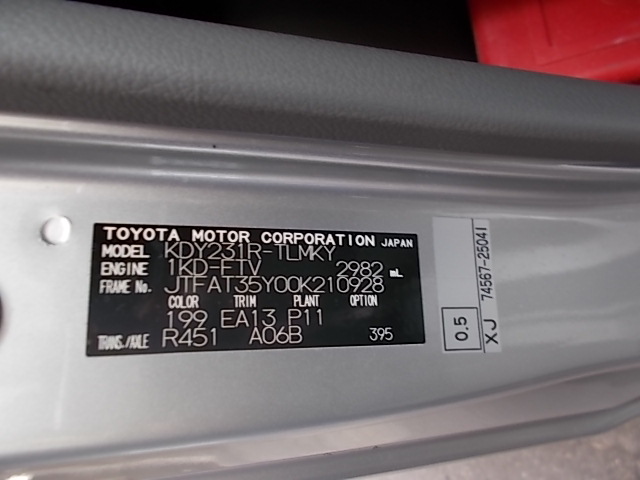 TOYOTA MOTOR CORPORATION JAPAN
MODEL KDY231R-TLMKY
ENGINE 1KD-FTV 2982 mL
FRAME No. JTFAT35Y00K210928
COLOR TRIM PLANT OPTION
199 EA13 P11
TRANS./AXLE R451 A06B 395
0.5
XJ 74567-25041